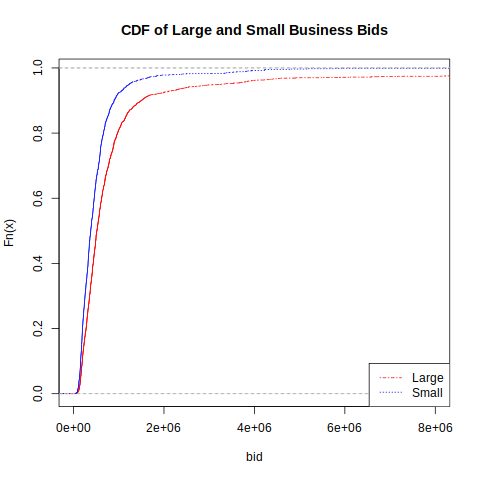 CDF of Large and Small Business Bids
Fn(x)
1.0
0.8
0.6
0.4
0.2
0.0
0e+00 2e+06 4e+06 6e+06 8e+06
bid
Large
Small